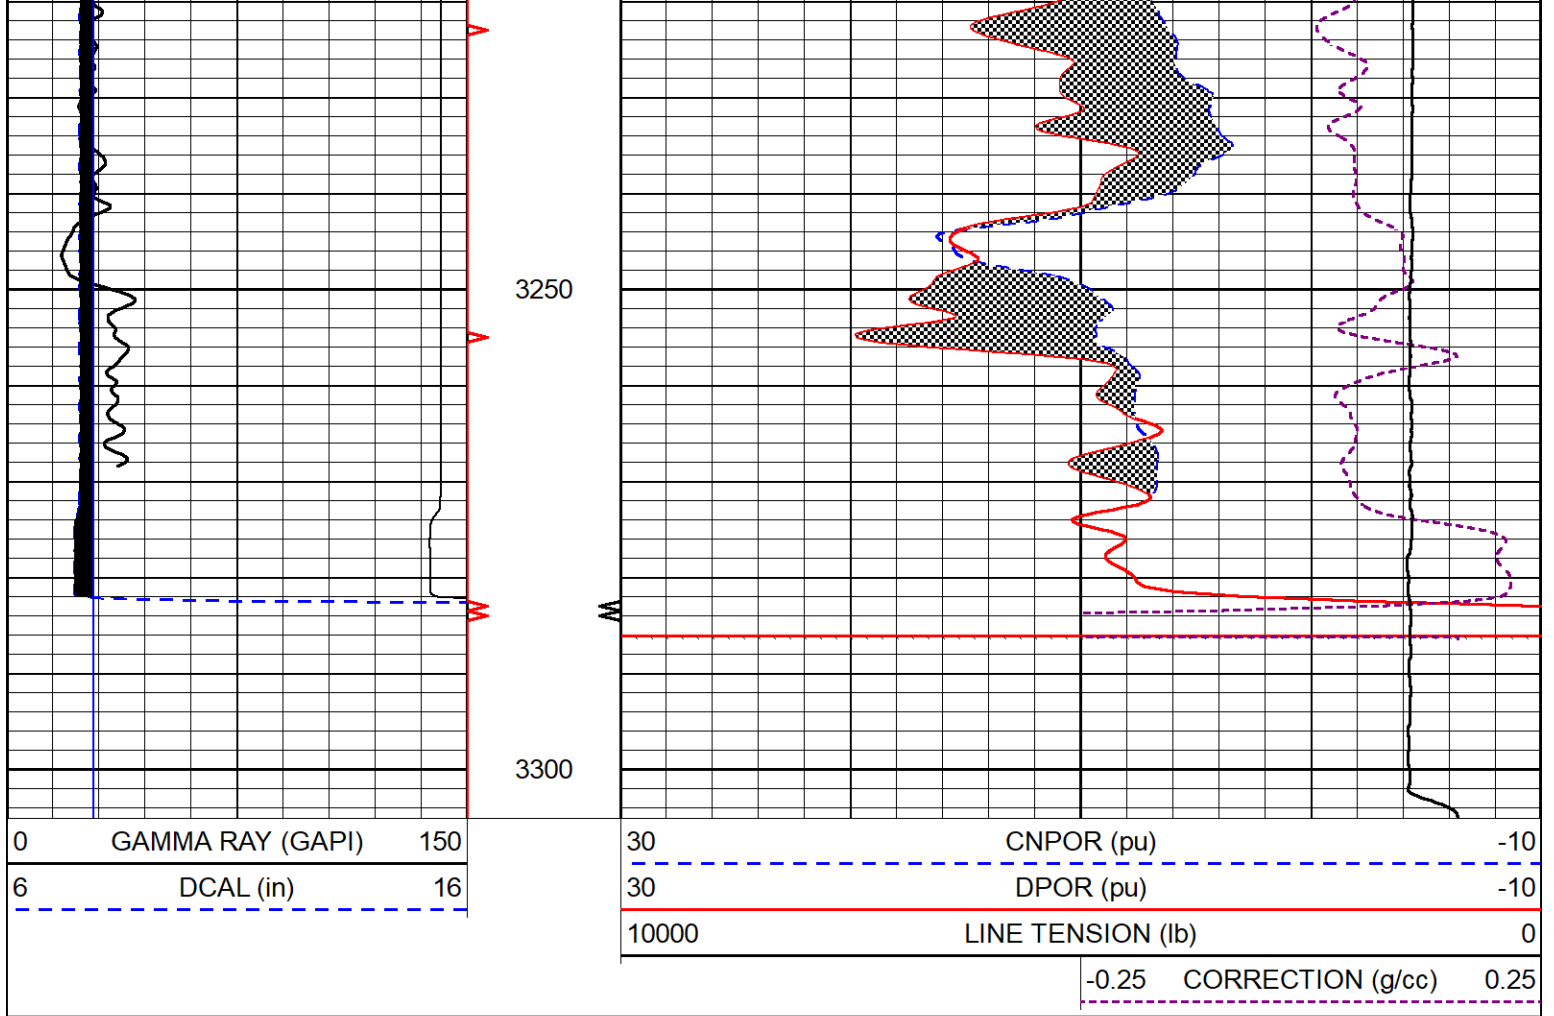 3250
3300
0 GAMMA RAY (GAPI) 150
6 DCAL (in) 16
30 CNPOR (pu) -10
30 DPOR (pu) -10
10000 LINE TENSION (lb) 0
-0.25 CORRECTION (g/cc) 0.25